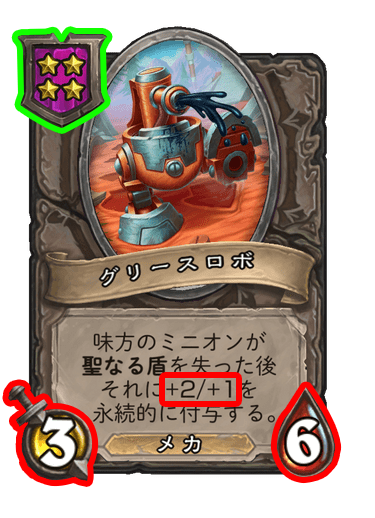 グリースロボ
味方のミニオンが
聖なる盾を失った後
それに+2/+1を
永続的に付与する。
3
メカ
6